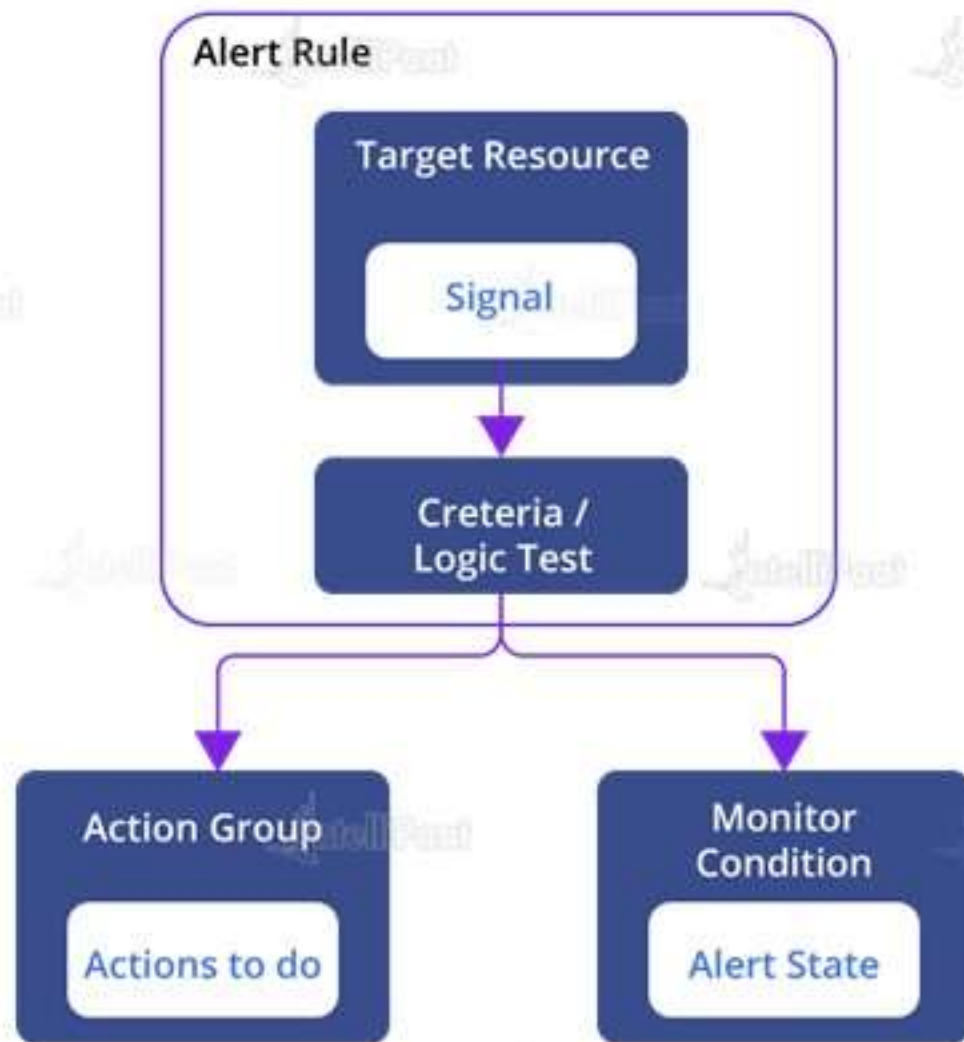 Alert Rule
Target Resource
Signal
Creteria /
Logic Test
Action Group
Actions to do
Monitor
Condition
Alert State